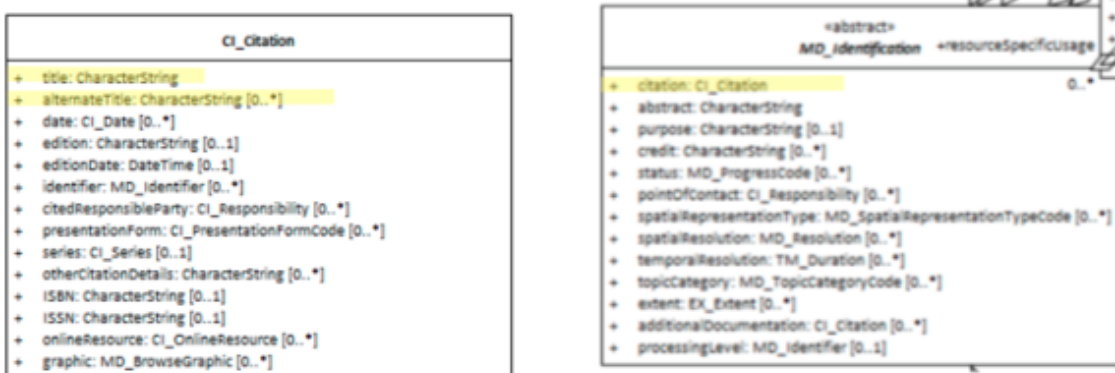 CI_Citation
+ title: CharacterString
+ alternateTitle: CharacterString [0..*]
+ date: CI_Date [0..*]
+ edition: CharacterString [0..1]
+ editionDate: DateTime [0..1]
+ identifier: MD_Identifier [0..*]
+ citedResponsibleParty: CI_Responsibility [0..*]
+ presentationForm: CI_PresentationFormCode [0..*]
+ series: CI_Series [0..1]
+ otherCitationDetails: CharacterString [0..*]
+ ISBN: CharacterString [0..1]
+ ISSN: CharacterString [0..1]
+ onlineResource: CI_OnlineResource [0..*]
+ graphic: MD_BrowseGraphic [0..*]
«abstract»
MD_Identification
+resourceSpecificUsage
0..*
+ citation: CI_Citation
+ abstract: CharacterString
+ purpose: CharacterString [0..1]
+ credit: CharacterString [0..*]
+ status: MD_ProgressCode [0..*]
+ pointOfContact: CI_Responsibility [0..*]
+ spatialRepresentationType: MD_SpatialRepresentationTypeCode [0..*]
+ spatialResolution: MD_Resolution [0..*]
+ temporalResolution: TM_Duration [0..*]
+ topicCategory: MD_TopicCategoryCode [0..*]
+ extent: EX_Extent [0..*]
+ additionalDocumentation: CI_Citation [0..*]
+ processingLevel: MD_Identifier [0..1]